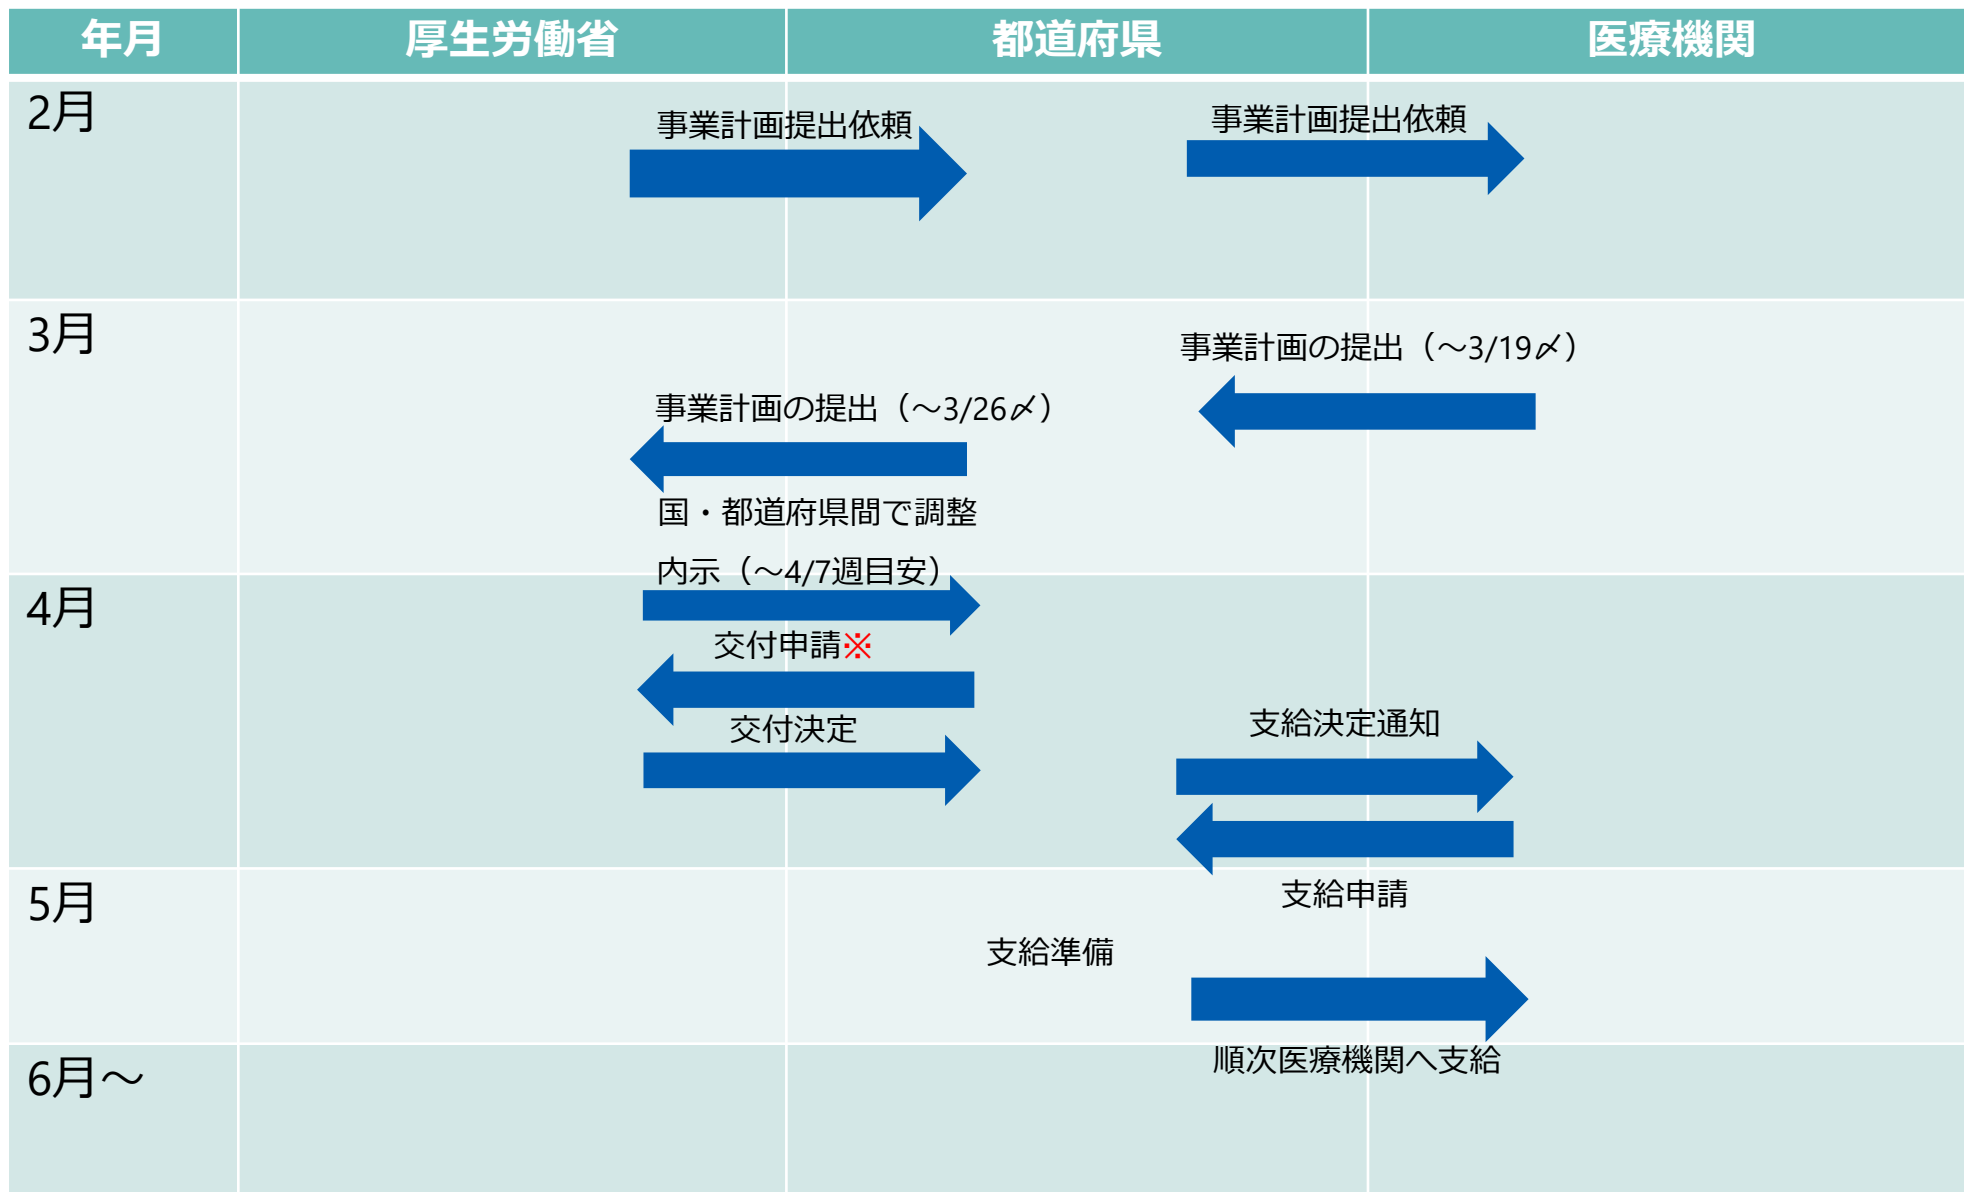 年月
厚生労働省
都道府県
医療機関
2月
事業計画提出依頼
事業計画提出依頼
3月
事業計画の提出（～3/19〆）
事業計画の提出（～3/26〆）
国・都道府県間で調整
内示（～4/7週目安）
4月
交付申請※
交付決定
支給決定通知
5月
支給申請
支給準備
順次医療機関へ支給
6月～